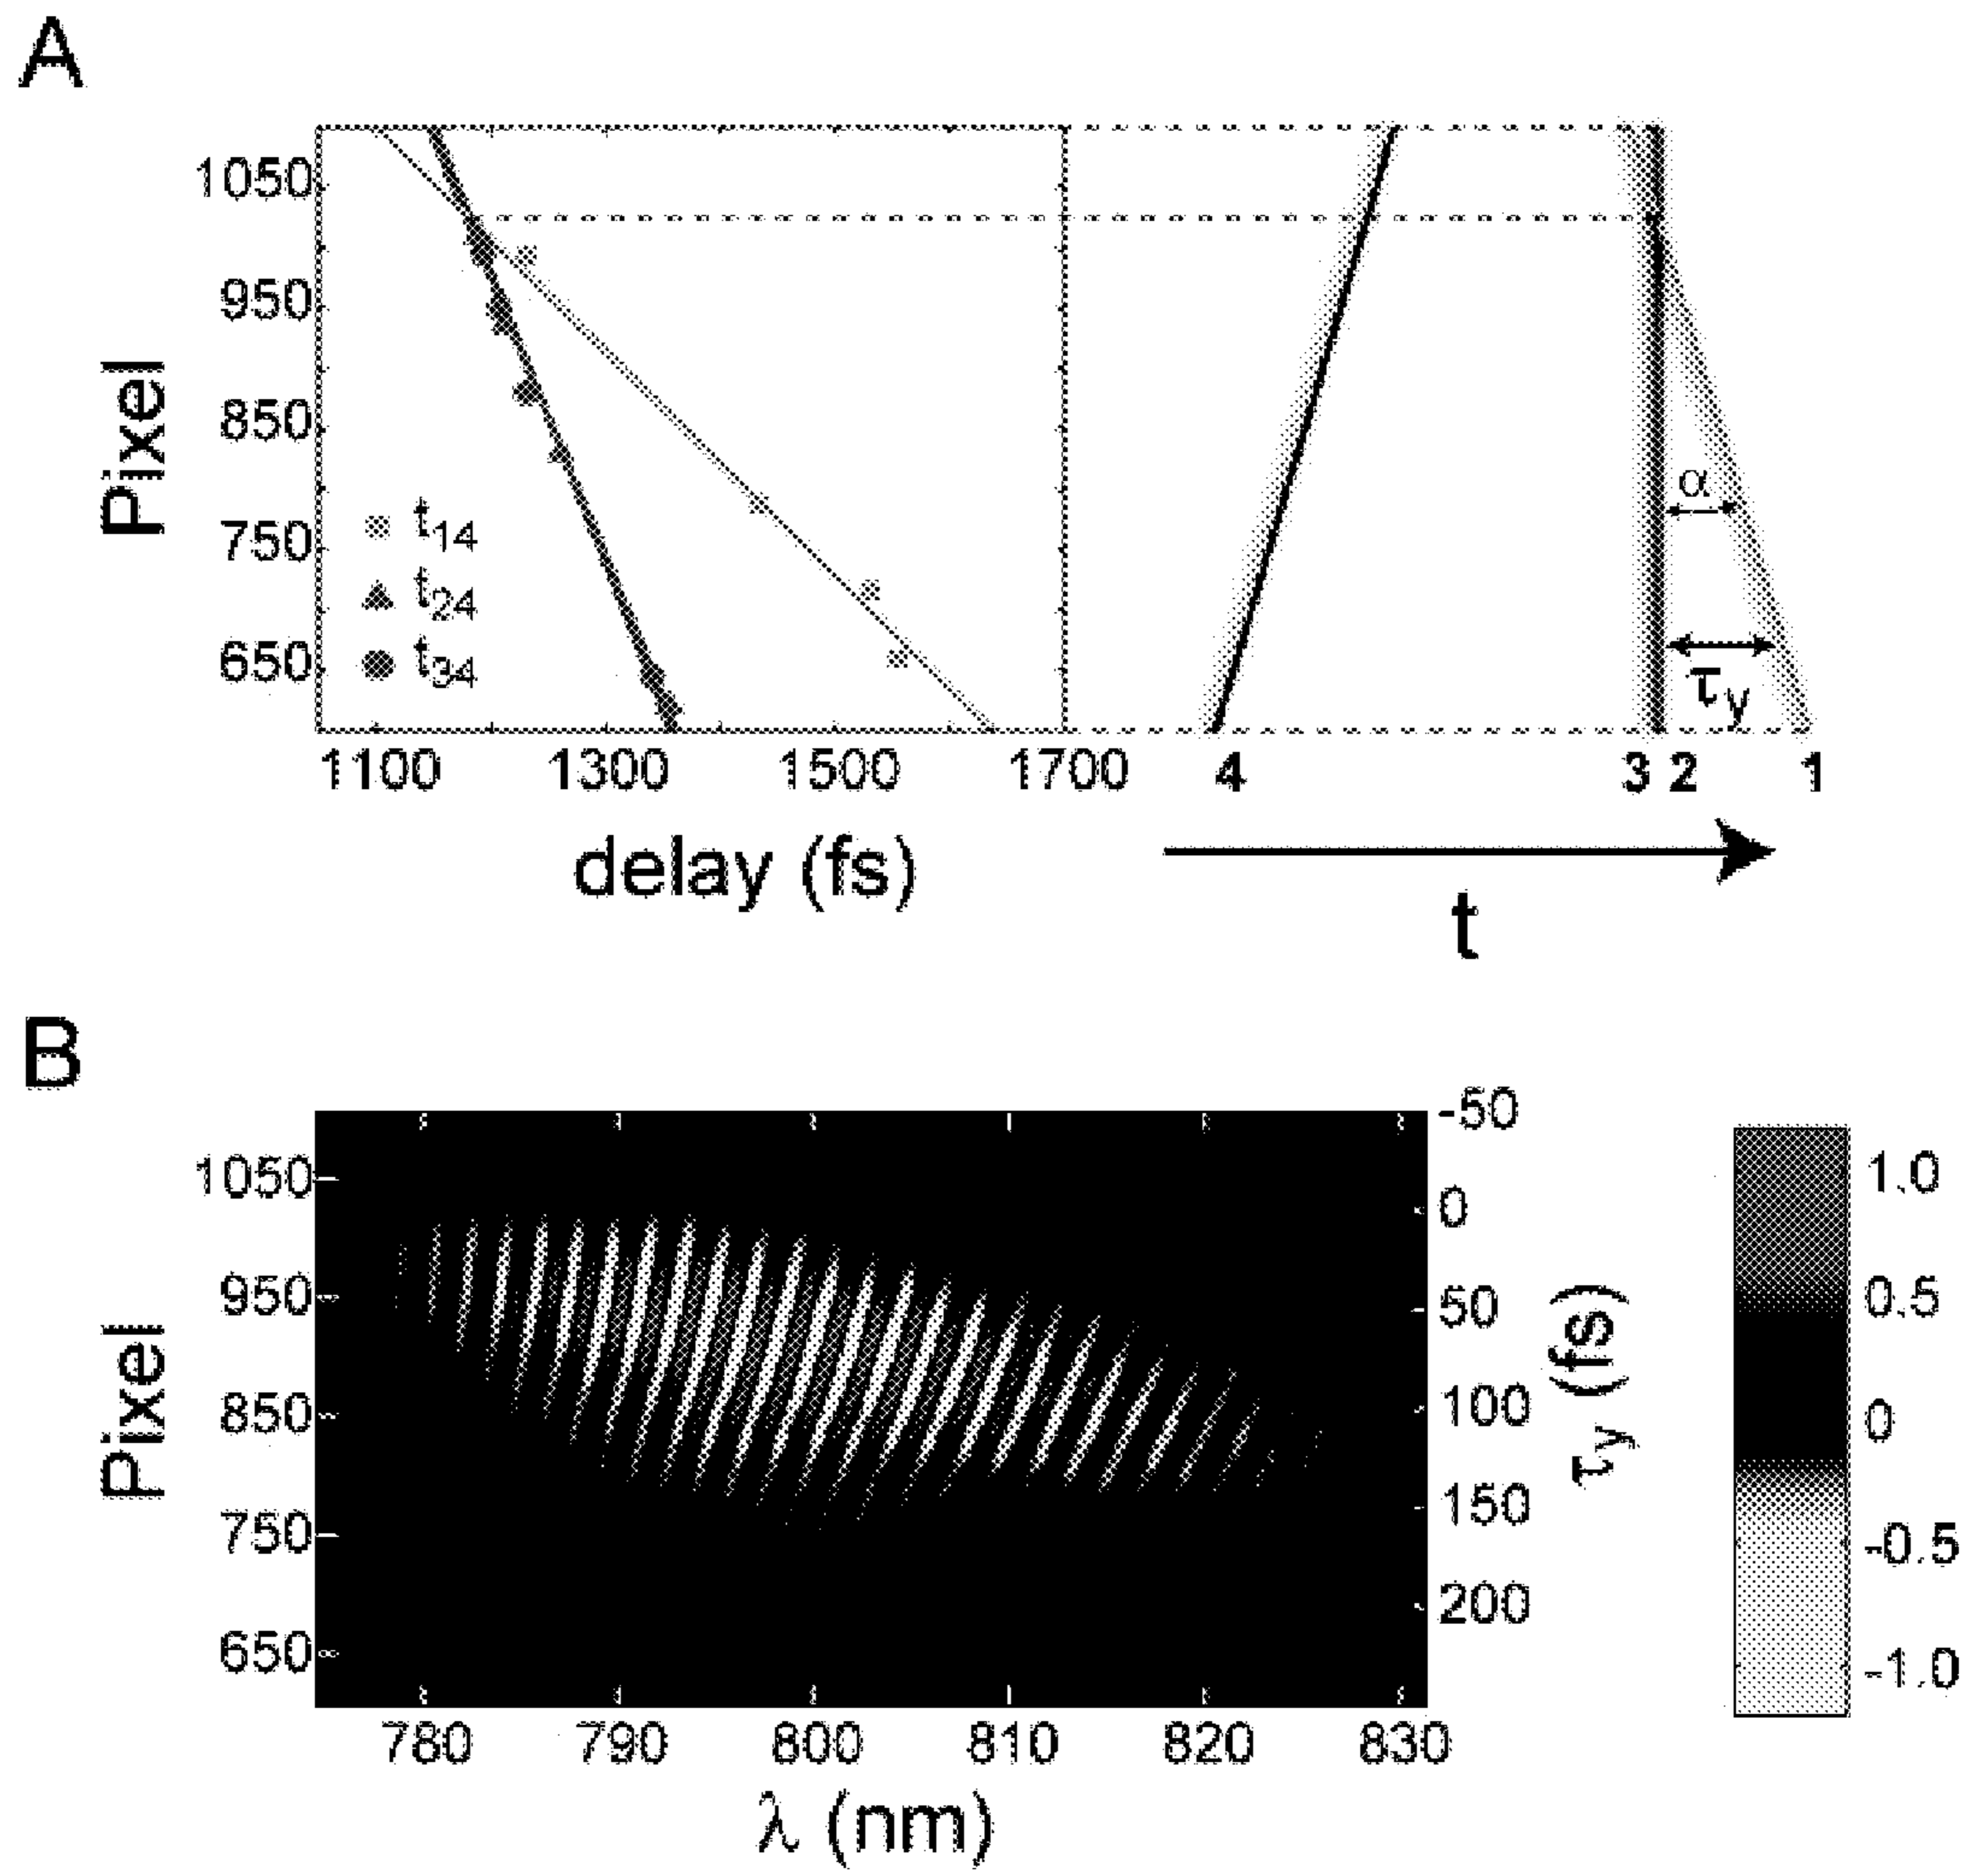 A
1050
950
850
750
650
Pixel
t14
t24
t34
α
τy
1100 1300 1500 1700 4 3 2 1
delay (fs)
t
B
1050
950
850
750
650
Pixel
-50
0
50
100
150
200
τy (fs)
1.0
0.5
0
-0.5
-1.0
780 790 800 810 820 830
λ (nm)